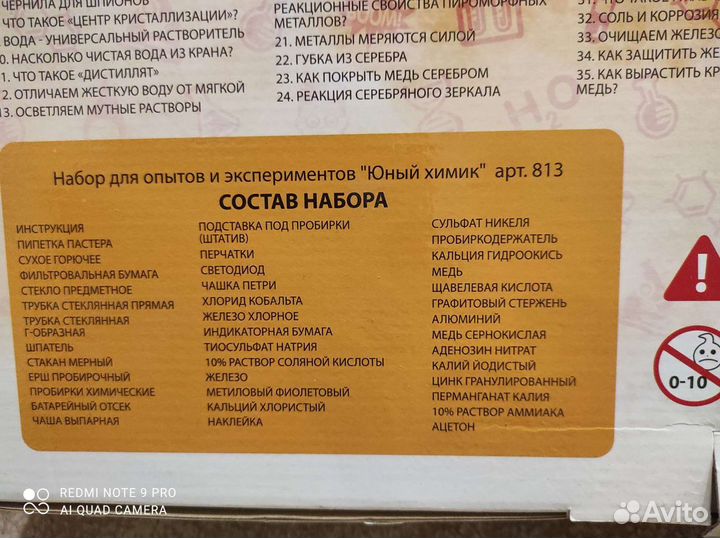 ЧЕРНИЛА ДЛЯ ШПИОНОВ
ЧТО ТАКОЕ «ЦЕНТР КРИСТАЛЛИЗАЦИИ»?
ВОДА - УНИВЕРСАЛЬНЫЙ РАСТВОРИТЕЛЬ
0. НАСКОЛЬКО ЧИСТАЯ ВОДА ИЗ КРАНА?
1. ЧТО ТАКОЕ «ДИСТИЛЛЯТ»
2. ОТЛИЧАЕМ ЖЕСТКУЮ ВОДУ ОТ МЯГКОЙ
13. ОСВЕТЛЯЕМ МУТНЫЕ РАСТВОРЫ
РЕАКЦИОННЫЕ СВОЙСТВА ПИРОМОРФНЫХ
МЕТАЛЛОВ?
21. МЕТАЛЛЫ МЕРЯЮТСЯ СИЛОЙ
22. ГУБКА ИЗ СЕРЕБРА
23. КАК ПОКРЫТЬ МЕДЬ СЕРЕБРОМ
24. РЕАКЦИЯ СЕРЕБРЯНОГО ЗЕРКАЛА
32. СОЛЬ И КОРРОЗИЯ
33. ОЧИЩАЕМ ЖЕЛЕЗО
34. КАК ЗАЩИТИТЬ ЖЕ
35. КАК ВЫРАСТИТЬ КР
МЕДЬ?
H2O
Набор для опытов и экспериментов "Юный химик" арт. 813
СОСТАВ НАБОРА
ИНСТРУКЦИЯ
ПИПЕТКА ПАСТЕРА
СУХОЕ ГОРЮЧЕЕ
ФИЛЬТРОВАЛЬНАЯ БУМАГА
СТЕКЛО ПРЕДМЕТНОЕ
ТРУБКА СТЕКЛЯННАЯ ПРЯМАЯ
ТРУБКА СТЕКЛЯННАЯ
Г-ОБРАЗНАЯ
ШПАТЕЛЬ
СТАКАН МЕРНЫЙ
ЕРШ ПРОБИРОЧНЫЙ
ПРОБИРКИ ХИМИЧЕСКИЕ
БАТАРЕЙНЫЙ ОТСЕК
ЧАША ВЫПАРНАЯ
ПОДСТАВКА ПОД ПРОБИРКИ
(ШТАТИВ)
ПЕРЧАТКИ
СВЕТОДИОД
ЧАШКА ПЕТРИ
ХЛОРИД КОБАЛЬТА
ЖЕЛЕЗО ХЛОРНОЕ
ИНДИКАТОРНАЯ БУМАГА
ТИОСУЛЬФАТ НАТРИЯ
10% РАСТВОР СОЛЯНОЙ КИСЛОТЫ
ЖЕЛЕЗО
МЕТИЛОВЫЙ ФИОЛЕТОВЫЙ
КАЛЬЦИЙ ХЛОРИСТЫЙ
НАКЛЕЙКА
СУЛЬФАТ НИКЕЛЯ
ПРОБИРКОДЕРЖАТЕЛЬ
КАЛЬЦИЯ ГИДРООКИСЬ
МЕДЬ
ЩАВЕЛЕВАЯ КИСЛОТА
ГРАФИТОВЫЙ СТЕРЖЕНЬ
АЛЮМИНИЙ
МЕДЬ СЕРНОКИСЛАЯ
АДЕНОЗИН НИТРАТ
КАЛИЙ ЙОДИСТЫЙ
ЦИНК ГРАНУЛИРОВАННЫЙ
ПЕРМАНГАНАТ КАЛИЯ
10% РАСТВОР АММИАКА
АЦЕТОН
0-10
REDMI NOTE 9 PRO
AI QUAD CAMERA
Avito